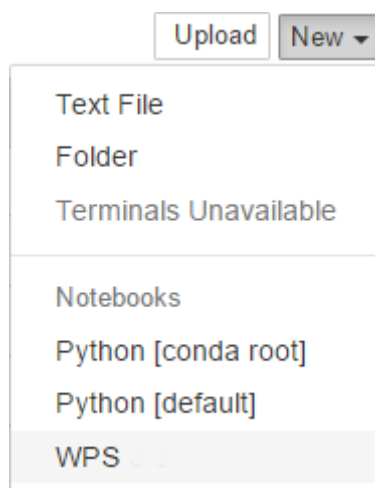 Upload New
Text File
Folder
Terminals Unavailable
Notebooks
Python [conda root]
Python [default]
WPS